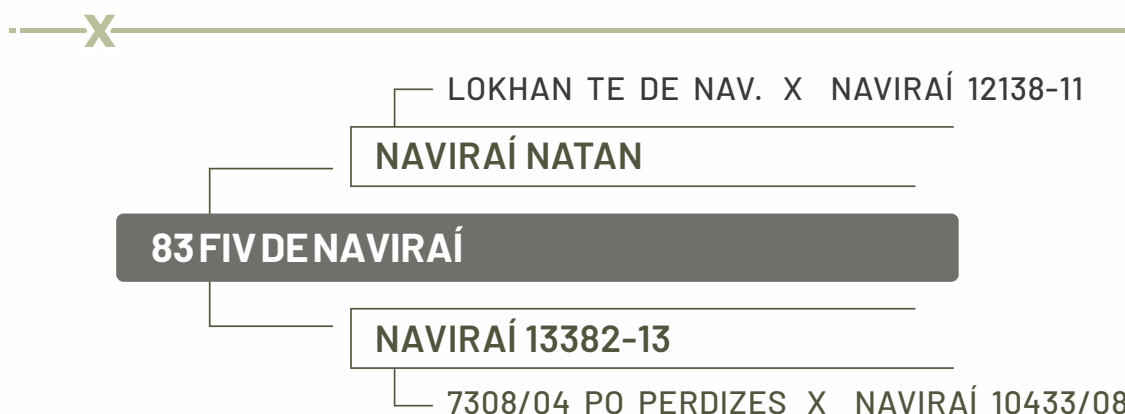 LOKHAN TE DE NAV. X NAVIRAÍ 12138-11
NAVIRAÍ NATAN
83 FIV DE NAVIRAÍ
NAVIRAÍ 13382-13
7308/04 PO PERDIZES X NAVIRAÍ 10433/08